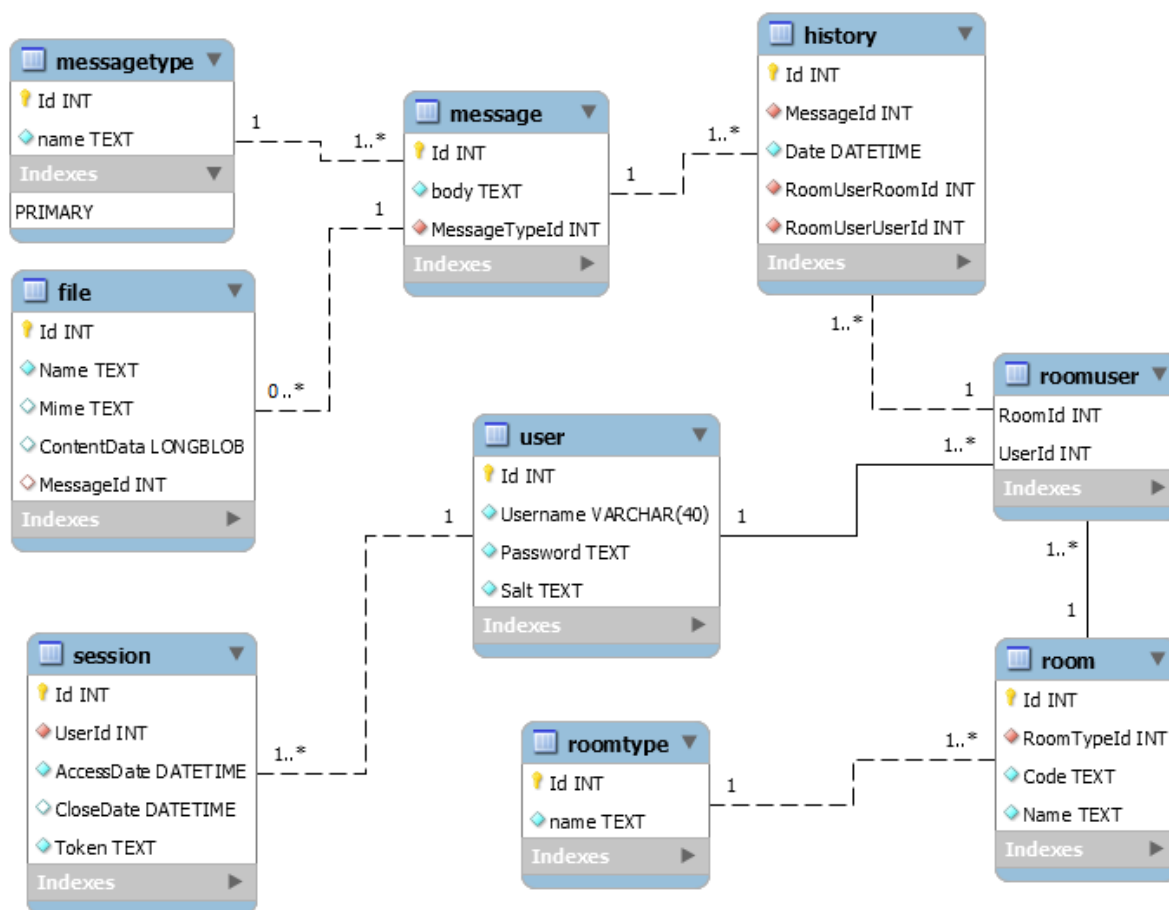 messagetype
Id INT
name TEXT
Indexes
PRIMARY
1
1..*
message
Id INT
body TEXT
MessageTypeId INT
Indexes
1
1..*
history
Id INT
MessageId INT
Date DATETIME
RoomUserRoomId INT
RoomUserUserId INT
Indexes
1
0..*
file
Id INT
Name TEXT
Mime TEXT
ContentData LONGBLOB
MessageId INT
Indexes
1..*
1
roomuser
RoomId INT
UserId INT
Indexes
user
Id INT
Username VARCHAR(40)
Password TEXT
Salt TEXT
Indexes
1
1..*
1
1..*
session
Id INT
UserId INT
AccessDate DATETIME
CloseDate DATETIME
Token TEXT
Indexes
1..*
1
room
Id INT
RoomTypeId INT
Code TEXT
Name TEXT
Indexes
roomtype
Id INT
name TEXT
Indexes
1
1..*